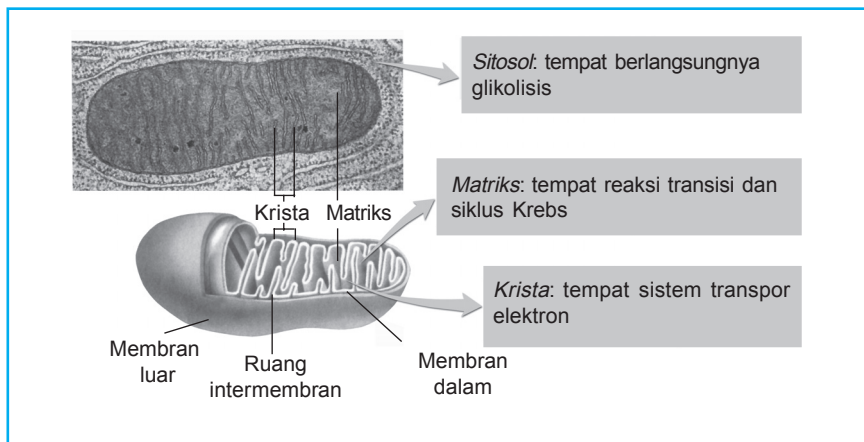 Sitosol: tempat berlangsungnya
glikolisis
Matriks: tempat reaksi transisi dan
siklus Krebs
Krista Matriks
Krista: tempat sistem transpor
elektron
Membran
luar
Ruang
intermembran
Membran
dalam